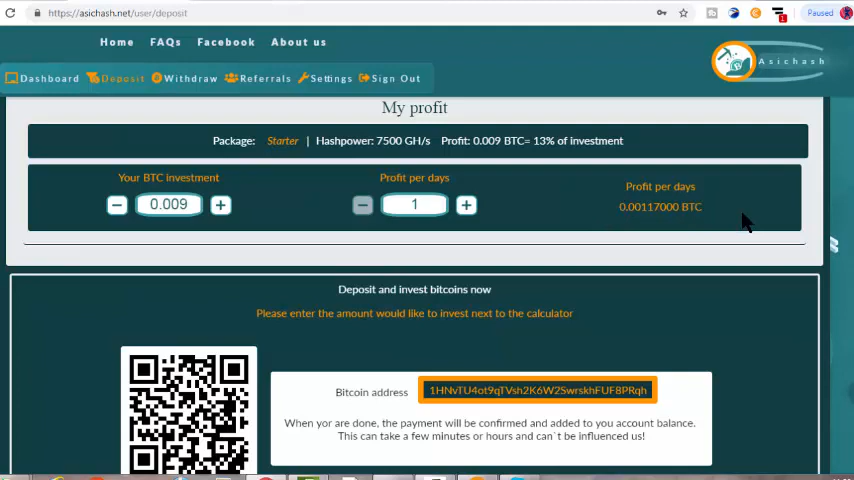 https://asichash.net/user/deposit
Paused
Home FAQs Facebook About us
Asichash
Dashboard Deposit Withdraw Referrals Settings Sign Out
My profit
Package: Starter | Hashpower: 7500 GH/s Profit: 0.009 BTC= 13% of investment
Your BTC investment Profit per days Profit per days
− 0.009 + − 1 + 0.00117000 BTC
Deposit and invest bitcoins now
Please enter the amount would like to invest next to the calculator
Bitcoin address 1HNvTU4ot9qTVsh2K6W2SwrskhFUF8PRqh
When yor are done, the payment will be confirmed and added to you account balance.
This can take a few minutes or hours and can`t be influenced us!